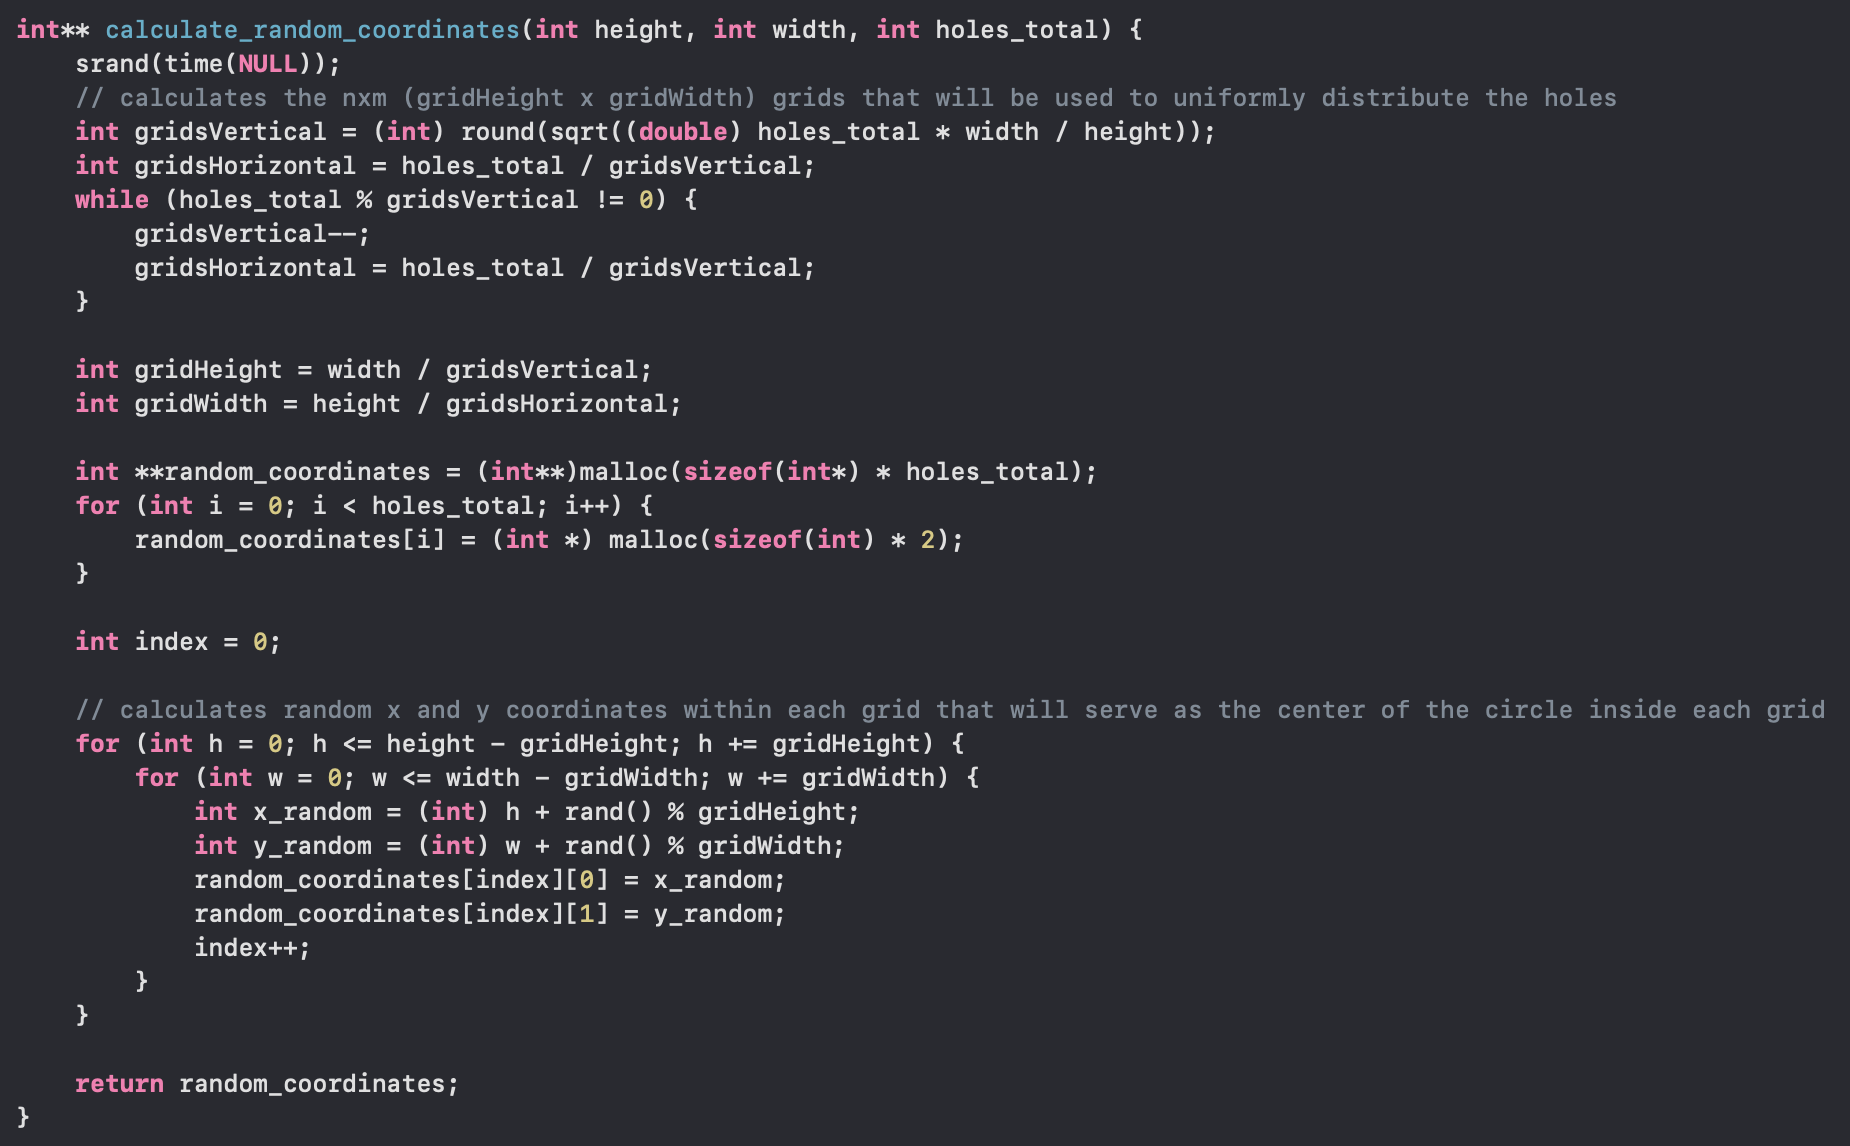 int** calculate_random_coordinates(int height, int width, int holes_total) {
    srand(time(NULL));
    // calculates the nxm (gridHeight x gridWidth) grids that will be used to uniformly distribute the holes
    int gridsVertical = (int) round(sqrt((double) holes_total * width / height));
    int gridsHorizontal = holes_total / gridsVertical;
    while (holes_total % gridsVertical != 0) {
        gridsVertical--;
        gridsHorizontal = holes_total / gridsVertical;
    }

    int gridHeight = width / gridsVertical;
    int gridWidth = height / gridsHorizontal;

    int **random_coordinates = (int**)malloc(sizeof(int*) * holes_total);
    for (int i = 0; i < holes_total; i++) {
        random_coordinates[i] = (int *) malloc(sizeof(int) * 2);
    }

    int index = 0;

    // calculates random x and y coordinates within each grid that will serve as the center of the circle inside each grid
    for (int h = 0; h <= height - gridHeight; h += gridHeight) {
        for (int w = 0; w <= width - gridWidth; w += gridWidth) {
            int x_random = (int) h + rand() % gridHeight;
            int y_random = (int) w + rand() % gridWidth;
            random_coordinates[index][0] = x_random;
            random_coordinates[index][1] = y_random;
            index++;
        }
    }

    return random_coordinates;
}